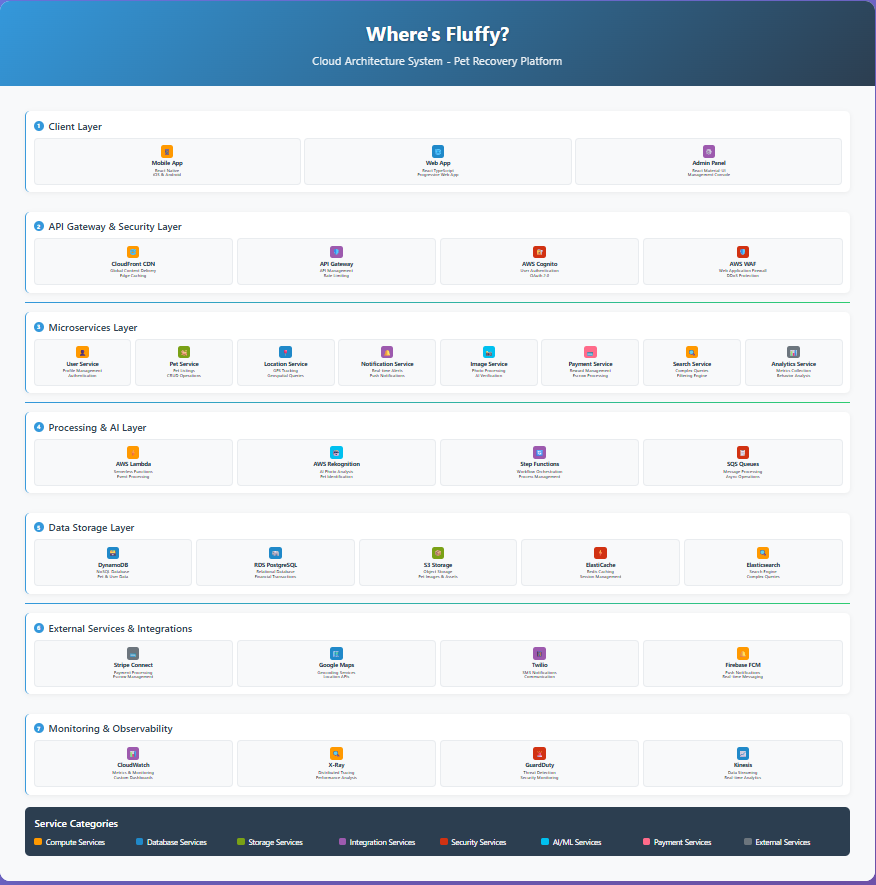 Where's Fluffy?
Cloud Architecture System - Pet Recovery Platform
1 Client Layer
Mobile App
React Native
iOS & Android
Web App
React TypeScript
Progressive Web App
Admin Panel
React Material UI
Management Console
2 API Gateway & Security Layer
CloudFront CDN
Global Content Delivery
Edge Caching
API Gateway
API Management
Rate Limiting
AWS Cognito
User Authentication
OAuth 2.0
AWS WAF
Web Application Firewall
DDoS Protection
3 Microservices Layer
User Service
Profile Management
Authentication
Pet Service
Pet Listings
CRUD Operations
Location Service
GPS Tracking
Geospatial Queries
Notification Service
Real-time Alerts
Push Notifications
Image Service
Photo Processing
AI Verification
Payment Service
Reward Management
Escrow Processing
Search Service
Complex Queries
Filtering Engine
Analytics Service
Metrics Collection
Behavior Analysis
4 Processing & AI Layer
AWS Lambda
Serverless Functions
Event Processing
AWS Rekognition
AI Photo Analysis
Pet Identification
Step Functions
Workflow Orchestration
Process Management
SQS Queues
Message Processing
Async Operations
5 Data Storage Layer
DynamoDB
NoSQL Database
Pet & User Data
RDS PostgreSQL
Relational Database
Financial Transactions
S3 Storage
Object Storage
Pet Images & Assets
ElastiCache
Redis Caching
Session Management
Elasticsearch
Search Engine
Complex Queries
6 External Services & Integrations
Stripe Connect
Payment Processing
Escrow Management
Google Maps
Geocoding Services
Location APIs
Twilio
SMS Notifications
Communication
Firebase FCM
Push Notifications
Real-time Messaging
7 Monitoring & Observability
CloudWatch
Metrics & Monitoring
Custom Dashboards
X-Ray
Distributed Tracing
Performance Analysis
GuardDuty
Threat Detection
Security Monitoring
Kinesis
Data Streaming
Real-time Analytics
Service Categories
Compute Services
Database Services
Storage Services
Integration Services
Security Services
AI/ML Services
Payment Services
External Services